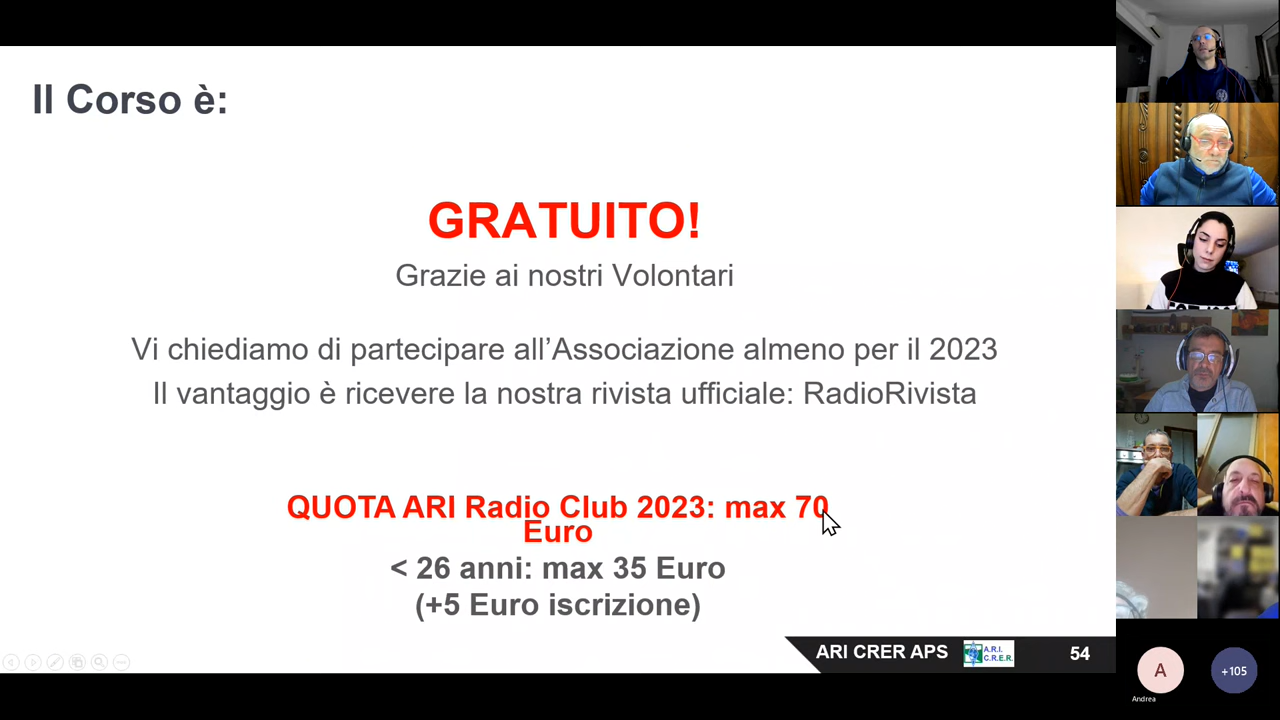 Il Corso è:
GRATUITO!
Grazie ai nostri Volontari
Vi chiediamo di partecipare all’Associazione almeno per il 2023
Il vantaggio è ricevere la nostra rivista ufficiale: RadioRivista
QUOTA ARI Radio Club 2023: max 70
Euro
< 26 anni: max 35 Euro
(+5 Euro iscrizione)
ARI CRER APS
A.R.I.
C.R.E.R.
54
A
+105
Andrea